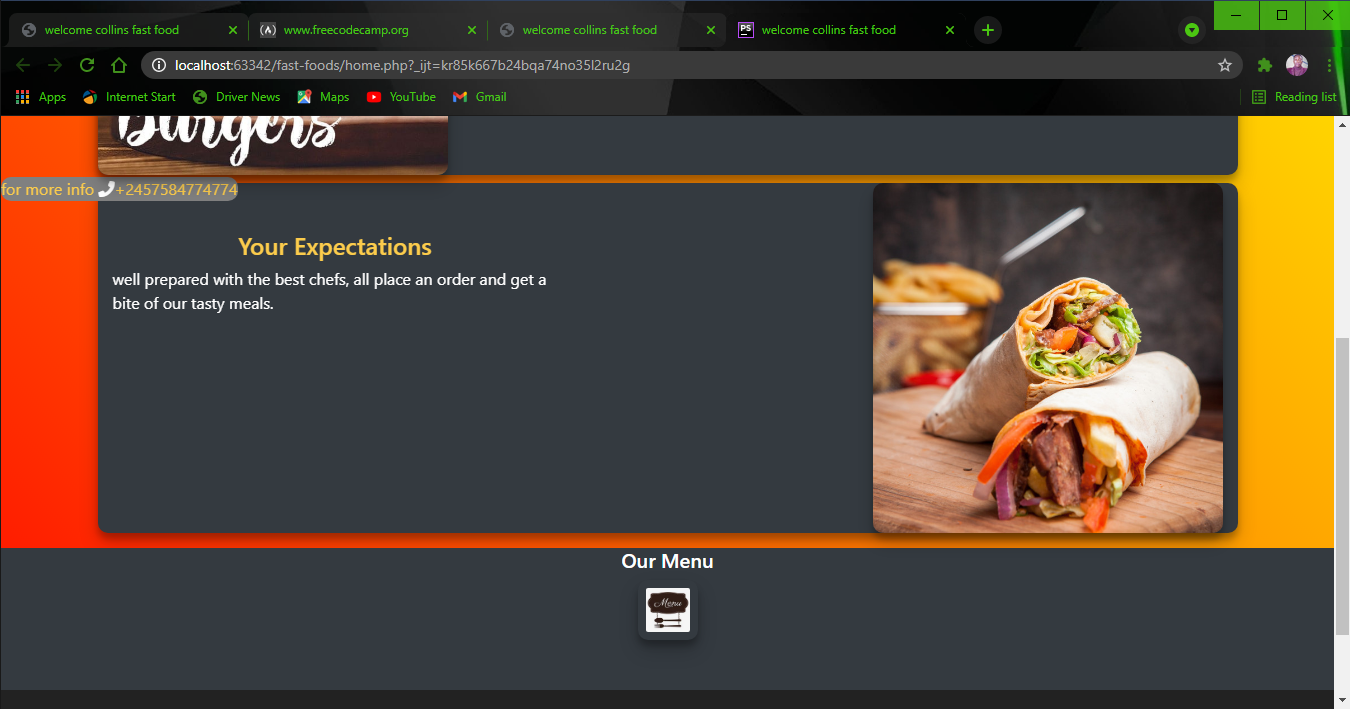 welcome collins fast food
www.freecodecamp.org
welcome collins fast food
PS welcome collins fast food
localhost:63342/fast-foods/home.php?_ijt=kr85k667b24bqa74no35l2ru2g
Apps Internet Start Driver News Maps YouTube Gmail Reading list
Burgers
for more info +2457584774774
Your Expectations
well prepared with the best chefs, all place an order and get a
bite of our tasty meals.
Our Menu
Menu